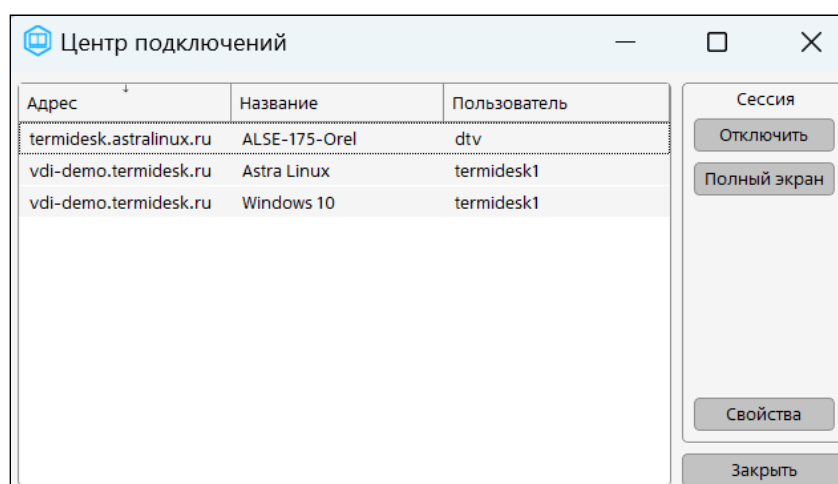 Центр подключений
Адрес Название Пользователь
termidesk.astralinux.ru ALSE-175-Orel dtv
vdi-demo.termidesk.ru Astra Linux termidesk1
vdi-demo.termidesk.ru Windows 10 termidesk1
Сессия
Отключить
Полный экран
Свойства
Закрыть